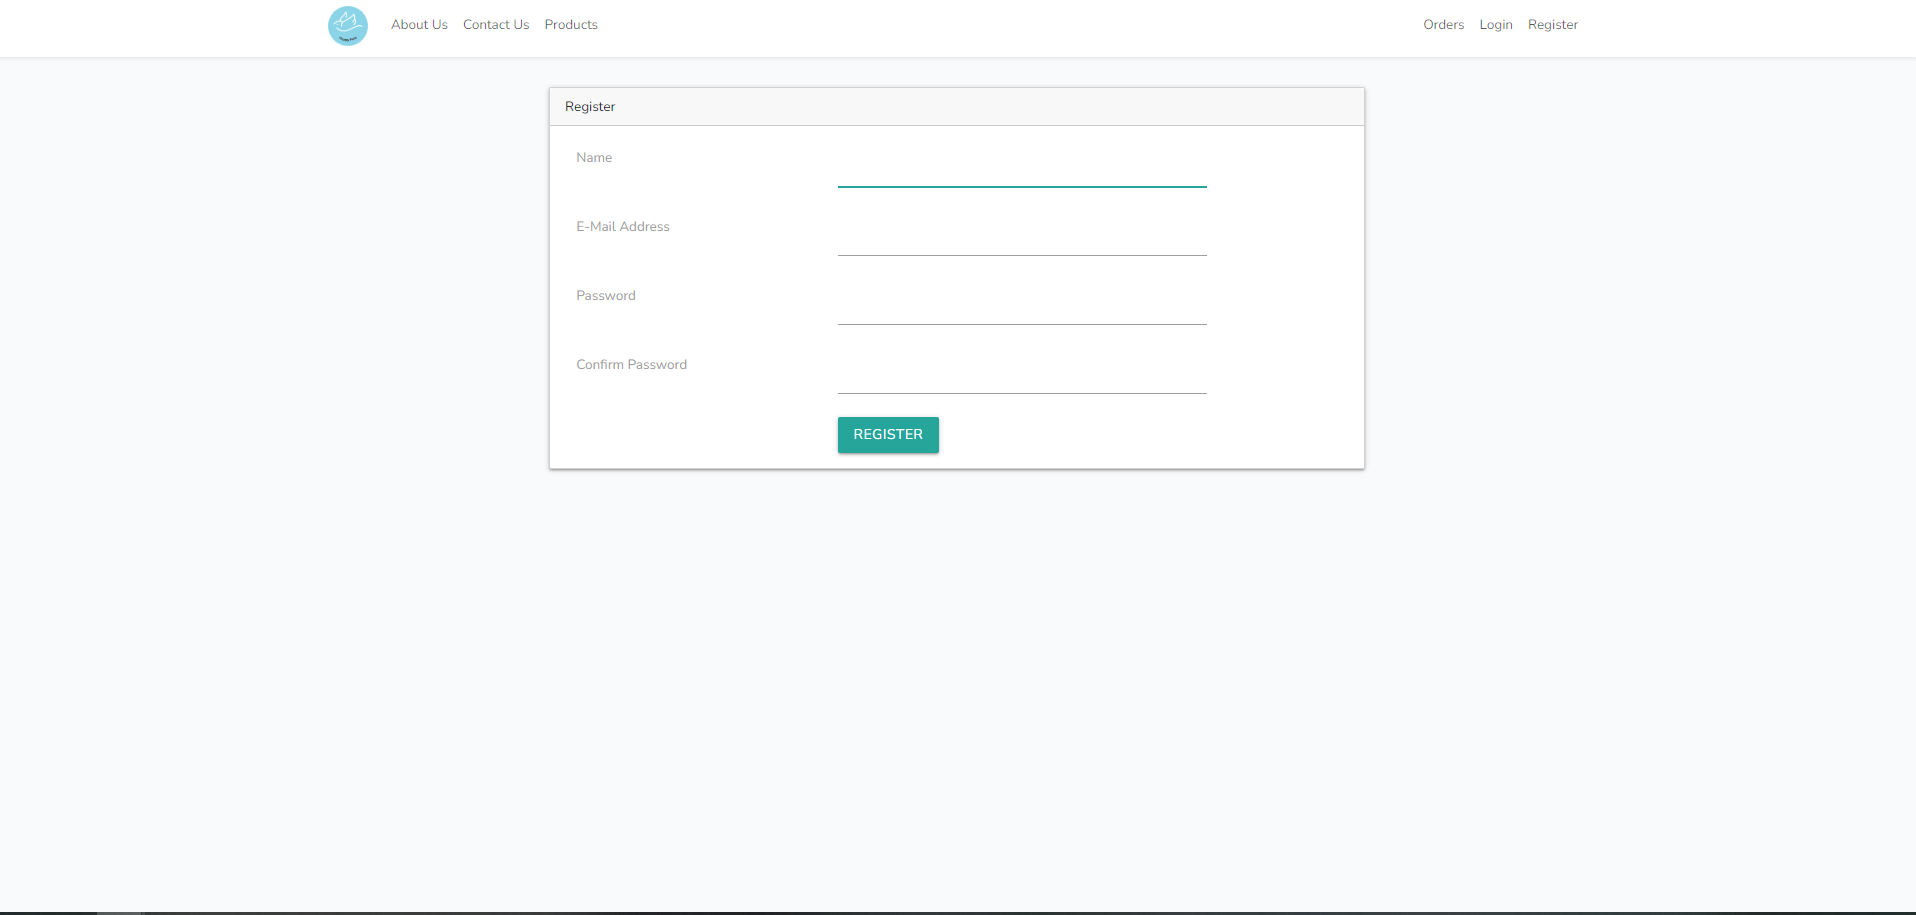 About Us Contact Us Products Orders Login Register
Register
Name
E-Mail Address
Password
Confirm Password
REGISTER